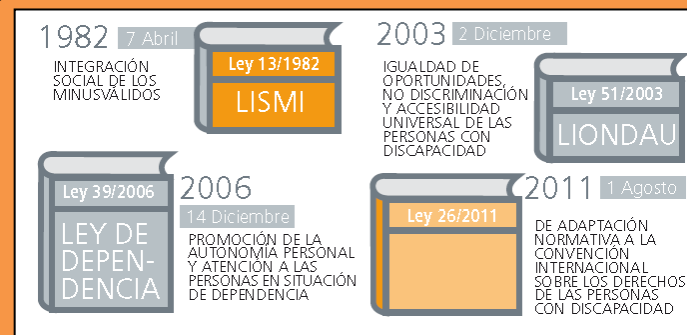 1982 7 Abril
INTEGRACIÓN
SOCIAL DE LOS
MINUSVÁLIDOS
Ley 13/1982
LISMI
2003 2 Diciembre
IGUALDAD DE
OPORTUNIDADES,
NO DISCRIMINACIÓN
Y ACCESIBILIDAD
UNIVERSAL DE LAS
PERSONAS CON
DISCAPACIDAD
Ley 51/2003
LIONDAU
Ley 39/2006
LEY DE
DEPEN-
DENCIA
2006
14 Diciembre
PROMOCIÓN DE LA
AUTONOMÍA PERSONAL
Y ATENCIÓN A LAS
PERSONAS EN SITUACIÓN
DE DEPENDENCIA
Ley 26/2011
2011 1 Agosto
DE ADAPTACIÓN
NORMATIVA A LA
CONVENCIÓN
INTERNACIONAL
SOBRE LOS DERECHOS
DE LAS PERSONAS
CON DISCAPACIDAD